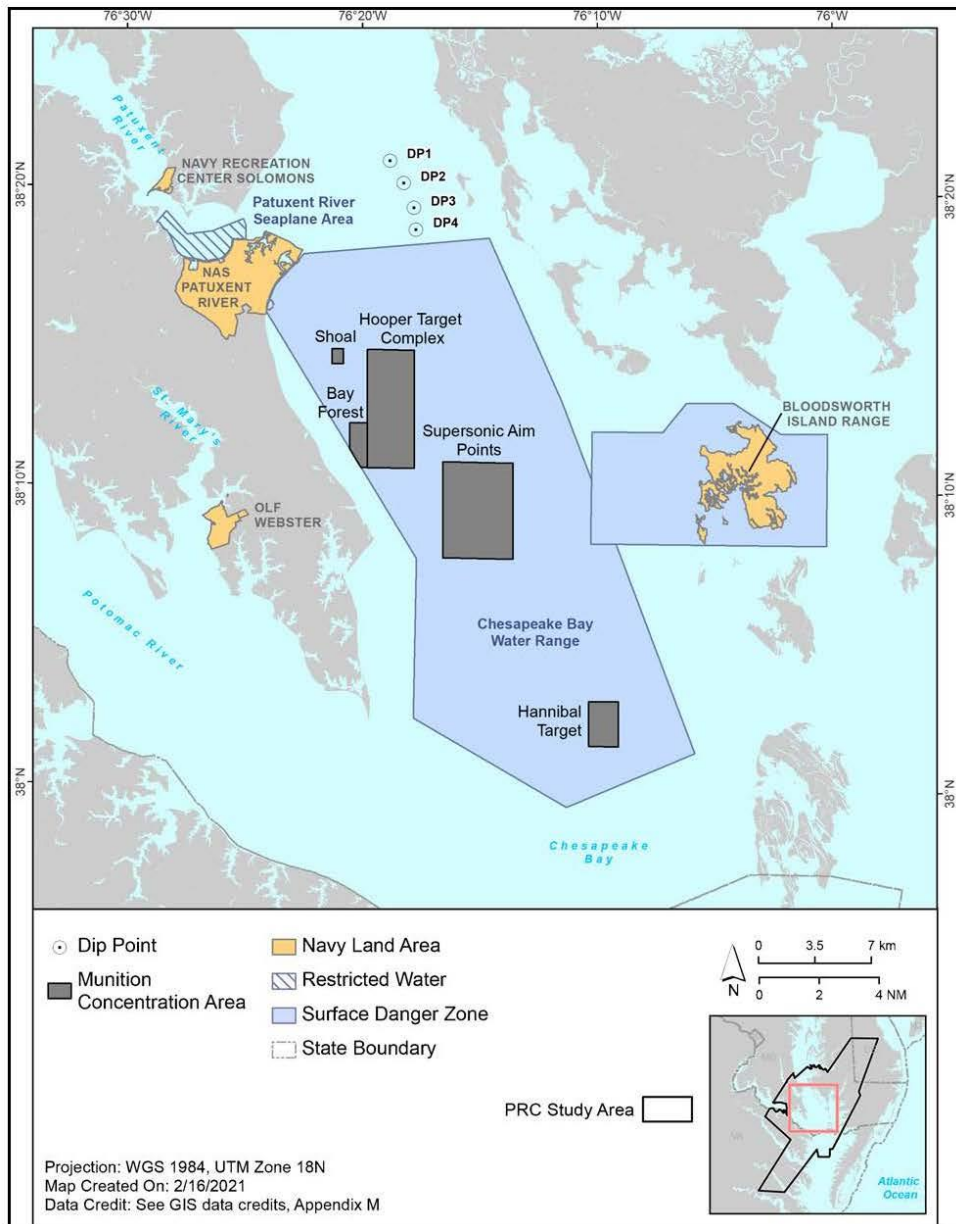 76°30'W
76°20'W
76°10'W
76°W
38°20'N
38°20'N
38°10'N
38°10'N
38°N
38°N
Patuxent
River
NAVY RECREATION
CENTER SOLOMONS
Patuxent River
Seaplane Area
NAS
PATUXENT
RIVER
DP1
DP2
DP3
DP4
Shoal
Hooper Target
Complex
Bay
Forest
Supersonic Aim
Points
BLOODSWORTH
ISLAND RANGE
St. Mary's
River
OLF
WEBSTER
Potomac River
Chesapeake Bay
Water Range
Hannibal
Target
Chesapeake
Bay
Dip Point
Munition
Concentration Area
Navy Land Area
Restricted Water
Surface Danger Zone
State Boundary
PRC Study Area
0 3.5 7 km
N
0 2 4 NM
Atlantic
Ocean
Projection: WGS 1984, UTM Zone 18N
Map Created On: 2/16/2021
Data Credit: See GIS data credits, Appendix M